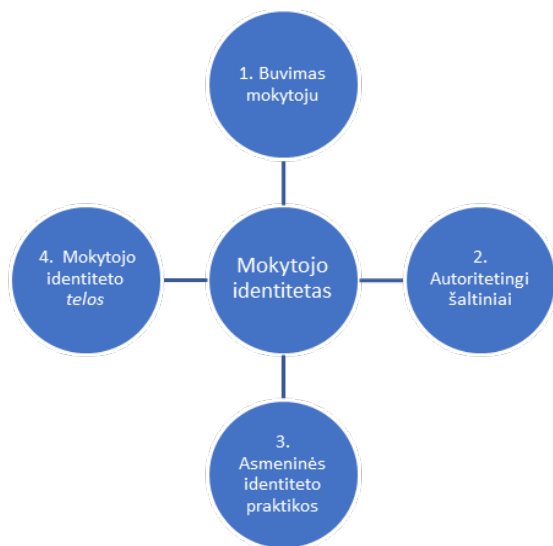 1. Buvimas
mokytoju
4. Mokytojo
identiteto
telos
Mokytojo
identitetas
2.
Autoritetingi
šaltiniai
3.
Asmeninės
identiteto
praktikos